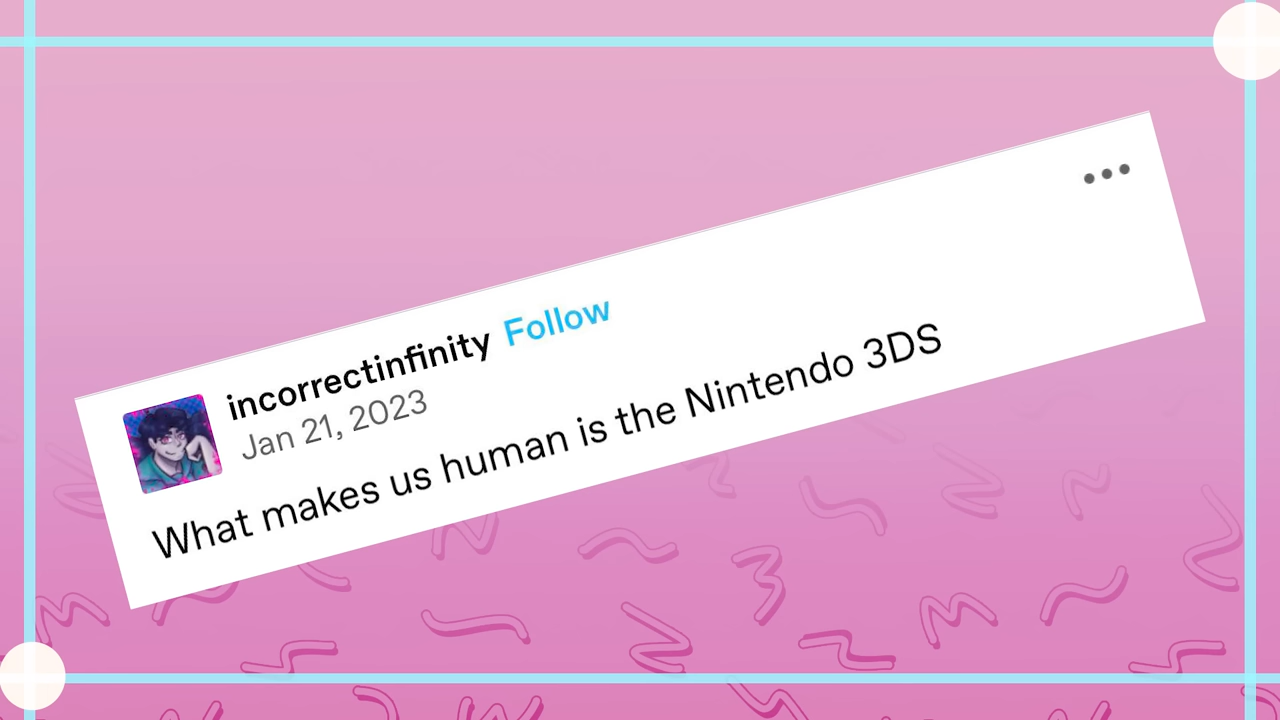 incorrectinfinity Follow
Jan 21, 2023
What makes us human is the Nintendo 3DS